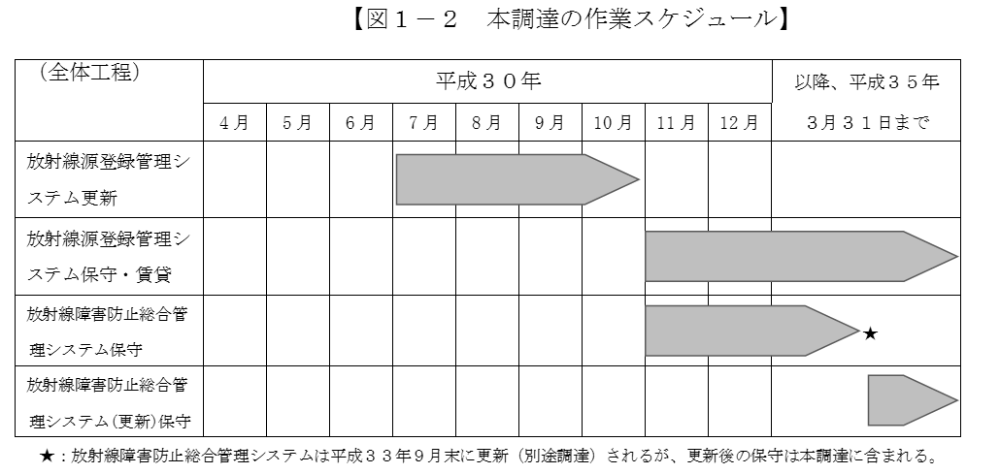 【図１－２　本調達の作業スケジュール】
（全体工程）
平成３０年
以降、平成３５年
３月３１日まで
４月
５月
６月
７月
８月
９月
10月
11月
12月
放射線源登録管理シ
ステム更新
放射線源登録管理シ
ステム保守・賃貸
放射線障害防止総合管
理システム保守
★
放射線障害防止総合管
理システム(更新)保守
★：放射線障害防止総合管理システムは平成３３年９月末に更新（別途調達）されるが、更新後の保守は本調達に含まれる。